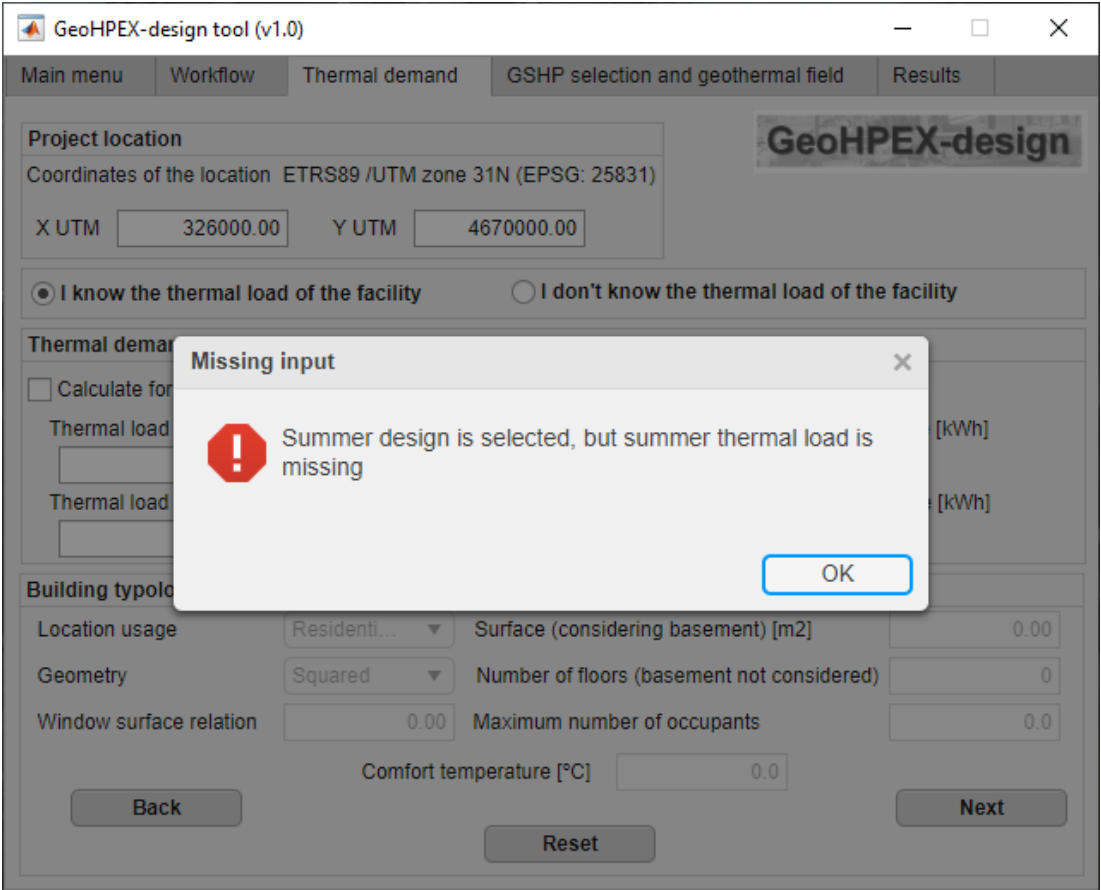 GeoHPEX-design tool (v1.0)
Main menu Workflow Thermal demand GSHP selection and geothermal field Results
GeoHPEX-design
Project location
Coordinates of the location ETRS89 /UTM zone 31N (EPSG: 25831)
X UTM 326000.00 Y UTM 4670000.00
I know the thermal load of the facility I don't know the thermal load of the facility
Thermal
Calculate for
Thermal load [kWh]
Thermal load [kWh]
Missing input
Summer design is selected, but summer thermal load is
missing
OK
Building
Location usage Residenti... Surface (considering basement) [m2] 0.00
Geometry Squared Number of floors (basement not considered) 0
Window surface relation 0.00 Maximum number of occupants 0.0
Comfort temperature [ºC] 0.0
Back Next
Reset